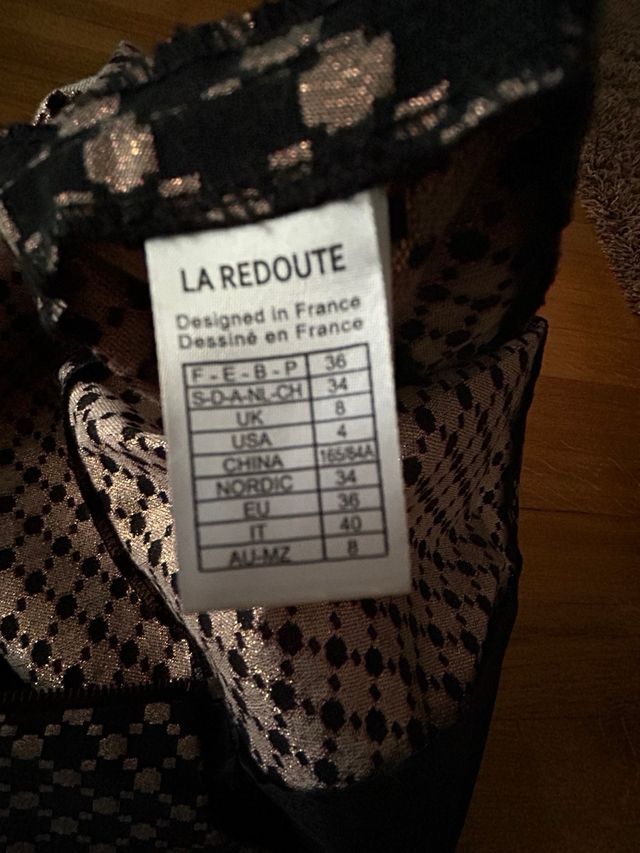 LA REDOUTE
Designed in France
Dessiné en France
F - E - B - P 36
S-D-A-NL-CH 34
UK 8
USA 4
CHINA 165/84A
NORDIC 34
EU 36
IT 40
AU-MZ 8